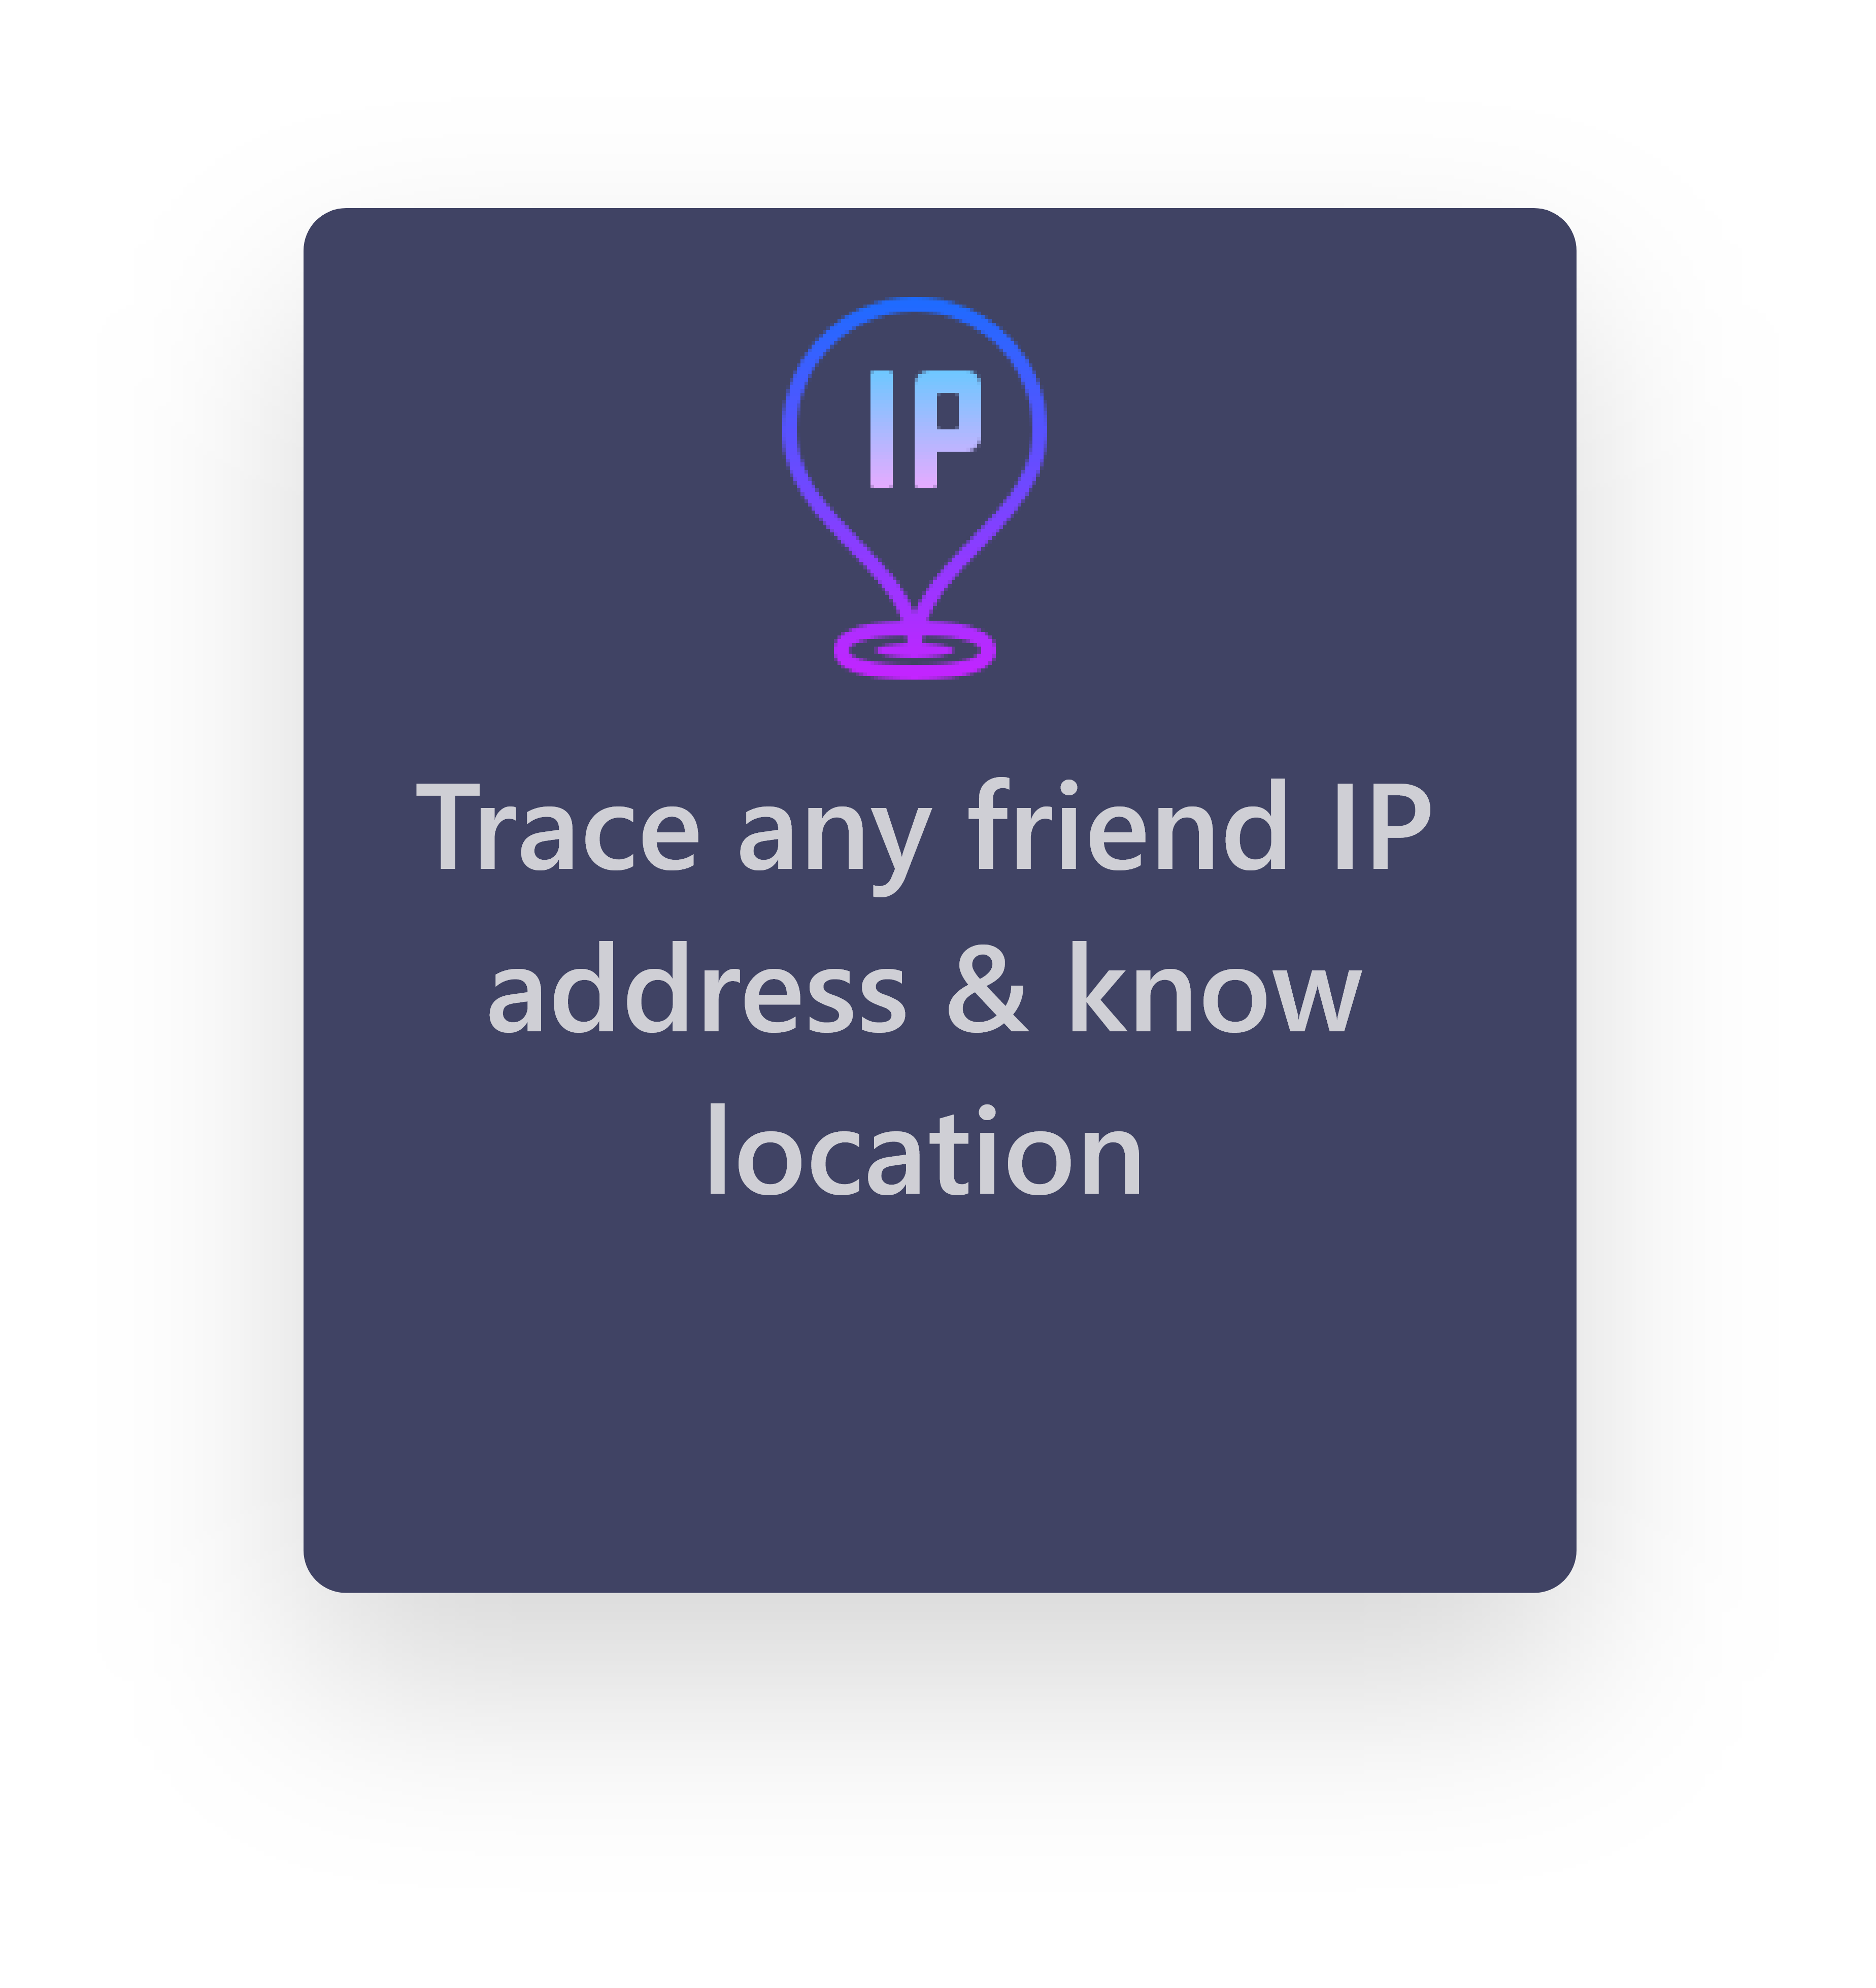 IP
Trace any friend IP
address & know
location